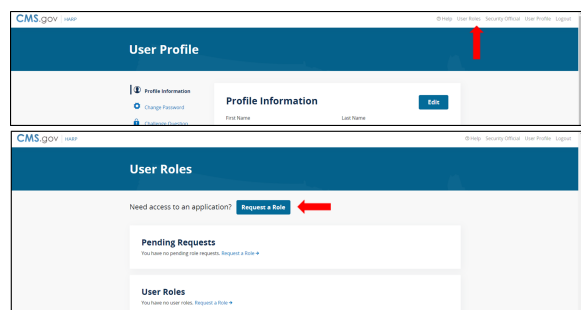 CMS.gov | HARP
Help User Roles Security Official User Profile Logout
User Profile
Profile Information
Change Password
Challenge Question
Profile Information
Edit
First Name Last Name
CMS.gov | HARP
Help Security Official User Profile Logout
User Roles
Need access to an application? Request a Role
Pending Requests
You have no pending role requests. Request a Role →
User Roles
You have no user roles. Request a Role →